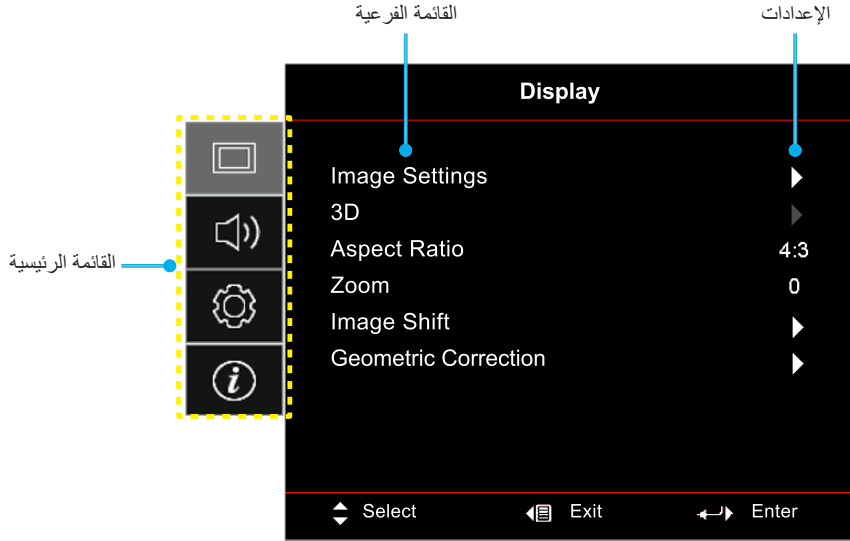 القائمة الفرعية
الإعدادات
Display
Image Settings
3D
Aspect Ratio 4:3
Zoom 0
Image Shift
Geometric Correction
القائمة الرئيسية
Select Exit Enter